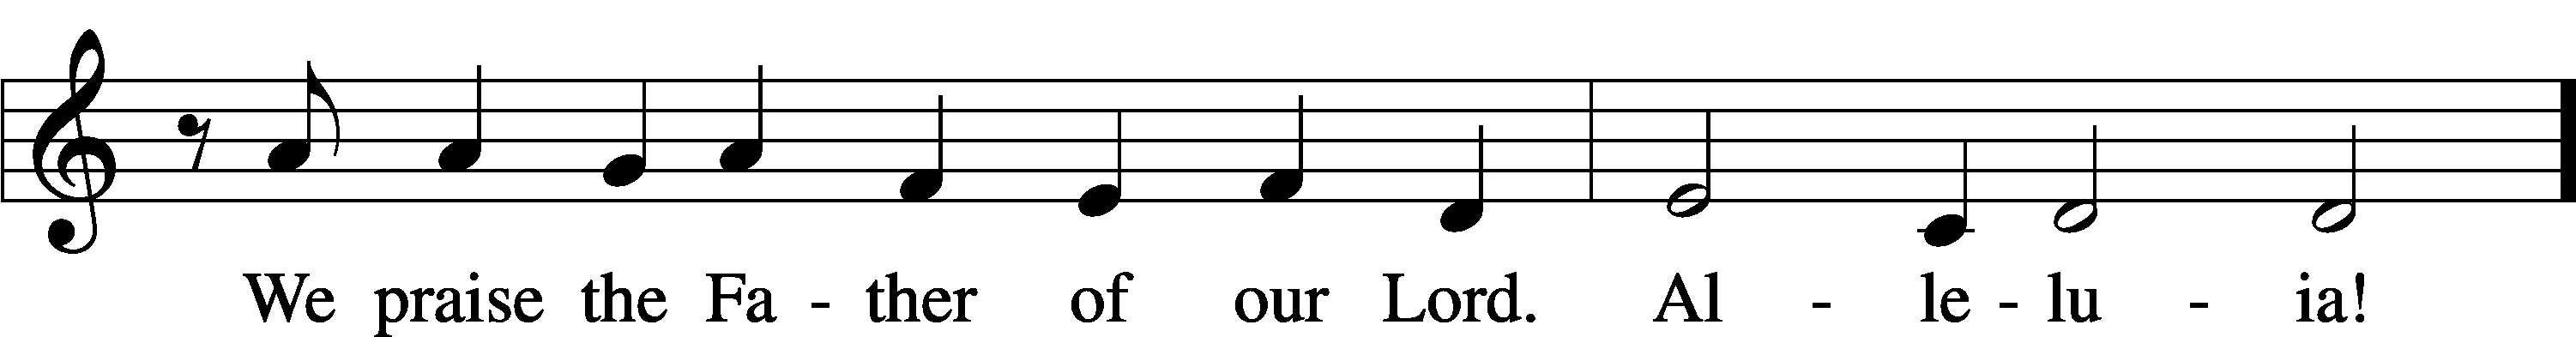 We praise the Fa - ther of our Lord. Al - le - lu - ia!